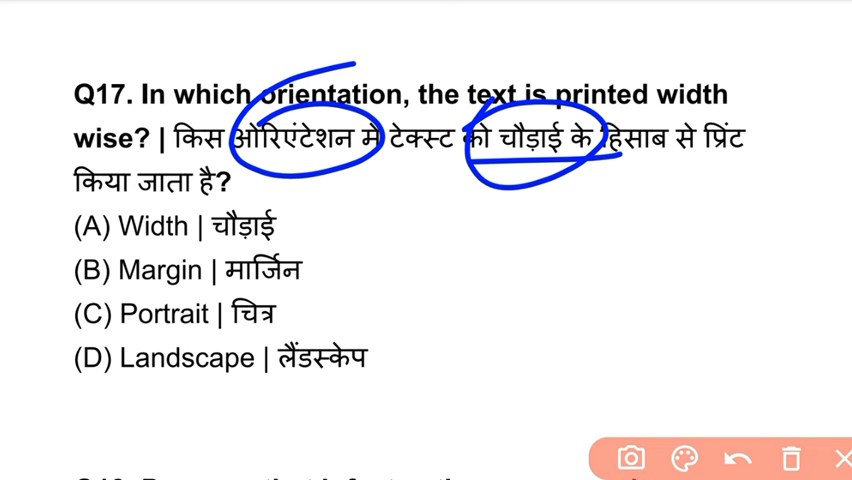 Q17. In which orientation, the text is printed width
wise? | किस ओरिएंटेशन में टेक्स्ट को चौड़ाई के हिसाब से प्रिंट
किया जाता है?
(A) Width | चौड़ाई
(B) Margin | मार्जिन
(C) Portrait | चित्र
(D) Landscape | लैंडस्केप